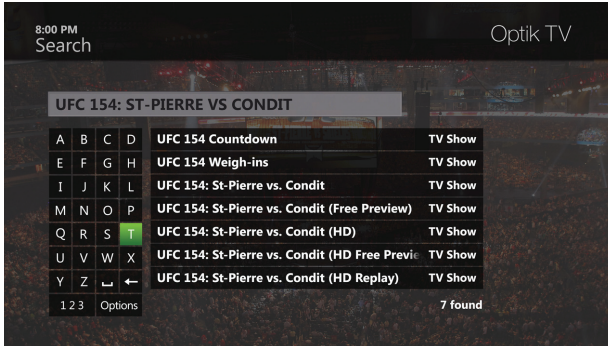 8:00 PM
Search
Optik TV
UFC 154: ST-PIERRE VS CONDIT
A B C D
E F G H
I J K L
M N O P
Q R S T
U V W X
Y Z ⌴ ←
1 2 3 Options
UFC 154 Countdown TV Show
UFC 154 Weigh-ins TV Show
UFC 154: St-Pierre vs. Condit TV Show
UFC 154: St-Pierre vs. Condit (Free Preview) TV Show
UFC 154: St-Pierre vs. Condit (HD) TV Show
UFC 154: St-Pierre vs. Condit (HD Free Previe TV Show
UFC 154: St-Pierre vs. Condit (HD Replay) TV Show
7 found